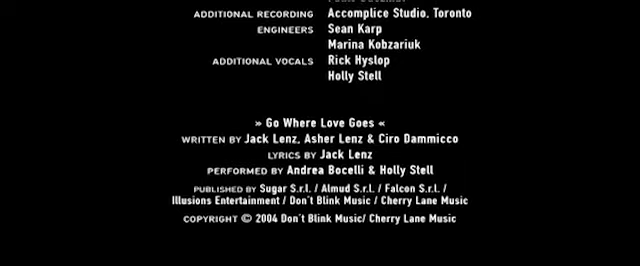 ADDITIONAL RECORDING Accomplice Studio, Toronto
ENGINEERS Sean Karp
Marina Kobzariuk
ADDITIONAL VOCALS Rick Hyslop
Holly Stell
» Go Where Love Goes «
WRITTEN BY Jack Lenz, Asher Lenz & Ciro Dammicco
LYRICS BY Jack Lenz
PERFORMED BY Andrea Bocelli & Holly Stell
PUBLISHED BY Sugar S.r.l. / Almud S.r.l. / Falcon S.r.l. /
Illusions Entertainment / Don't Blink Music / Cherry Lane Music
COPYRIGHT © 2004 Don't Blink Music/ Cherry Lane Music